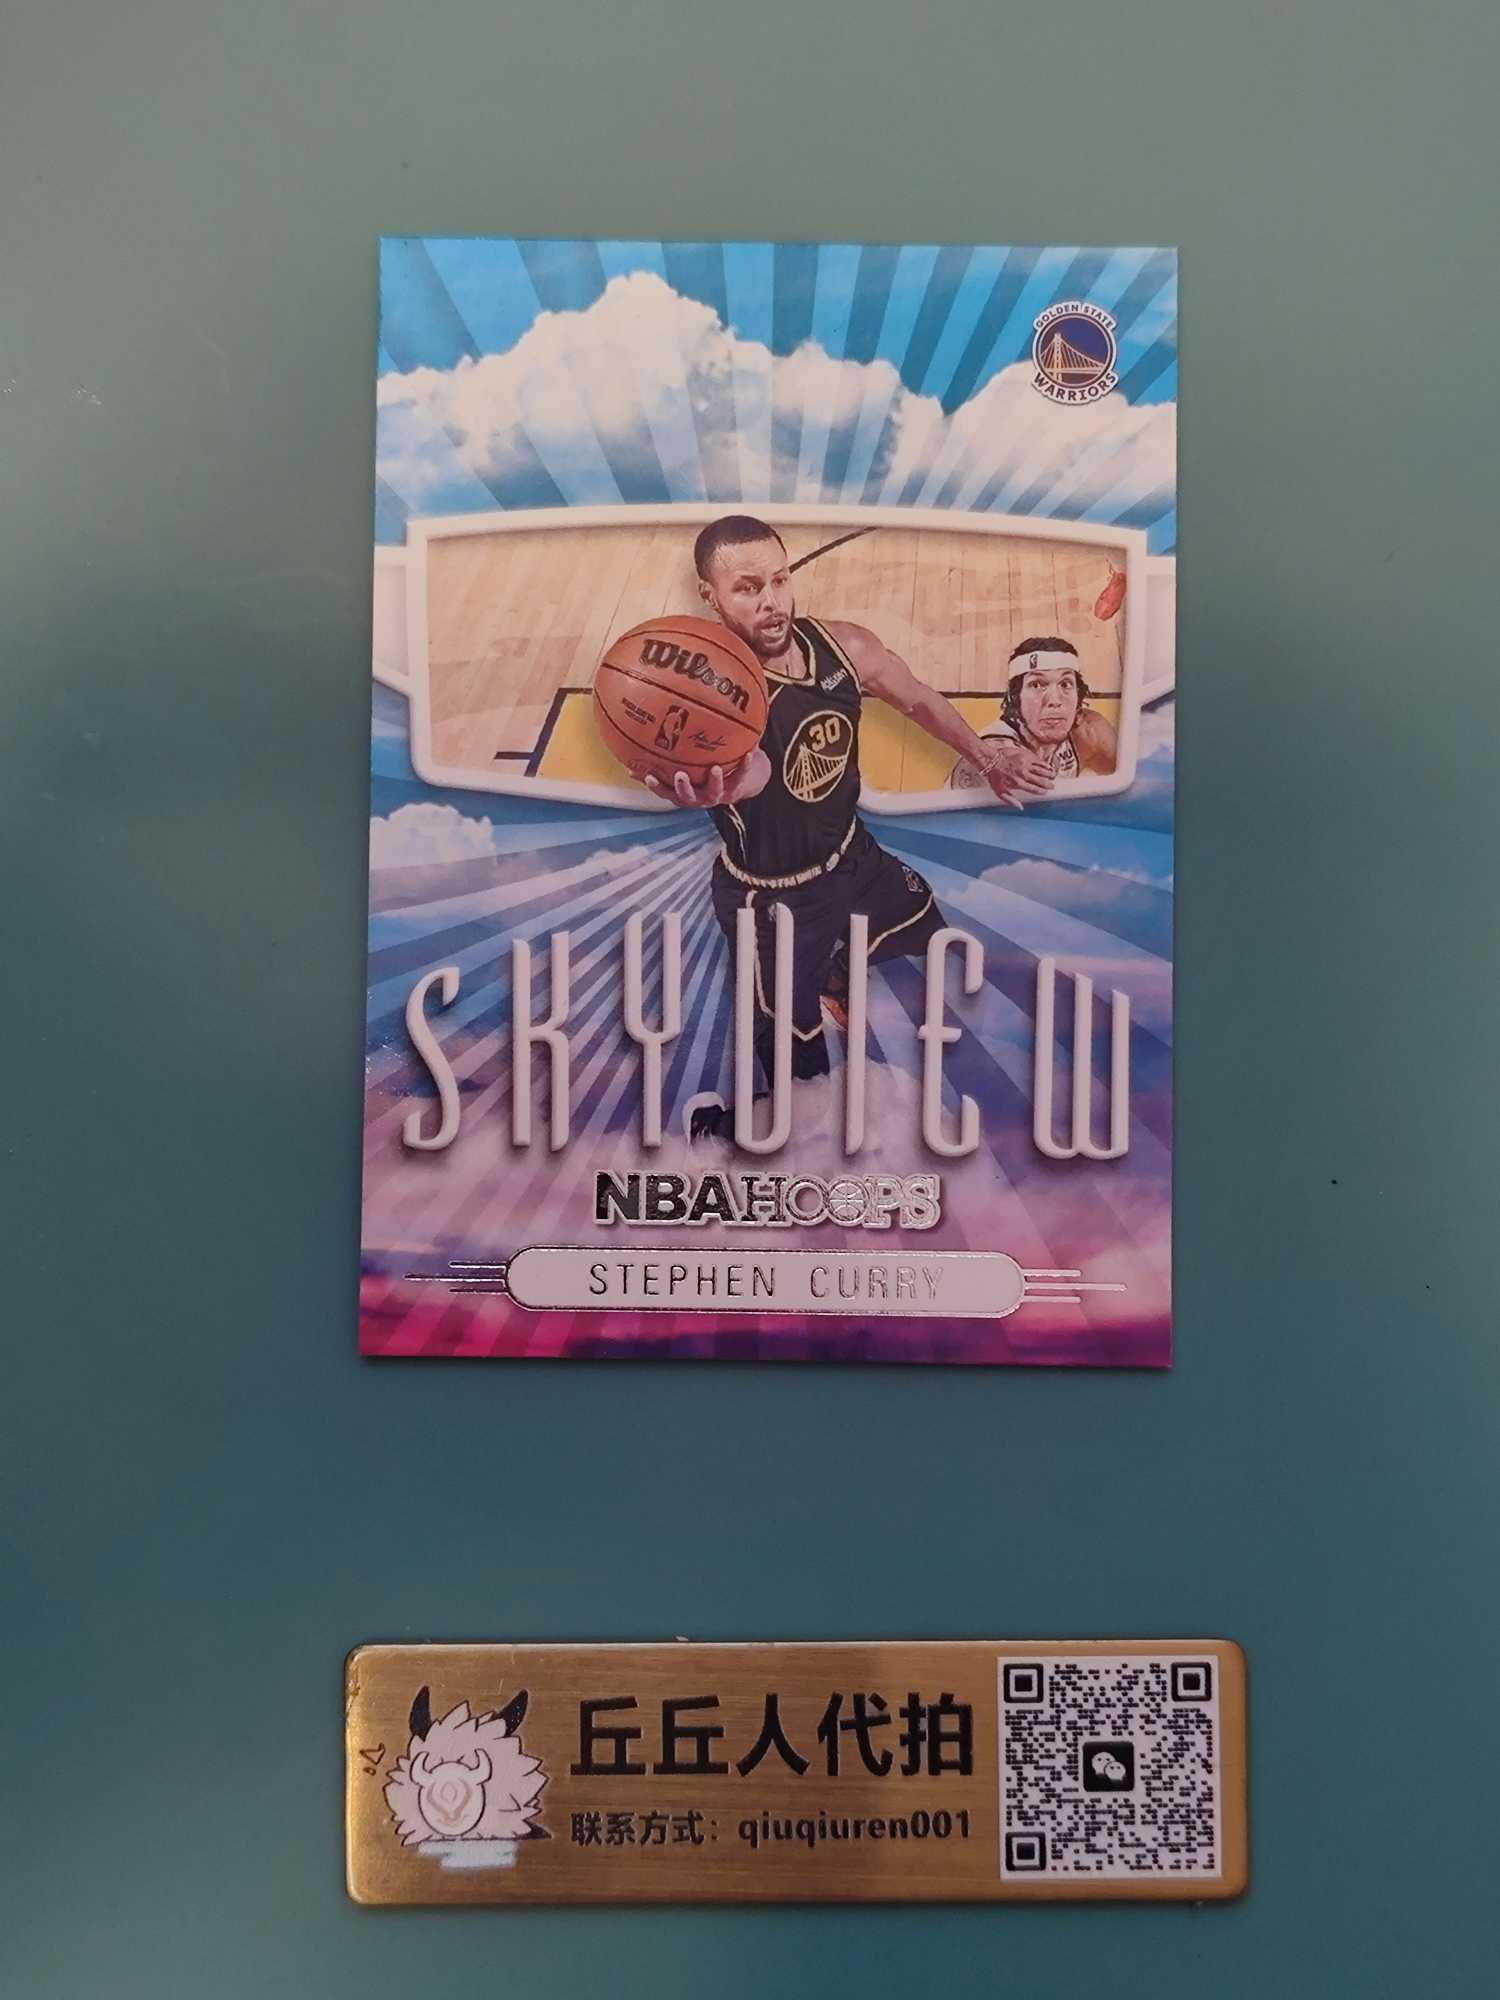 GOLDEN STATE
WARRIORS
Wilson
30
SKYVIEW
NBA HOOPS
STEPHEN CURRY
丘丘人代拍
联系方式：qiuqiuren001